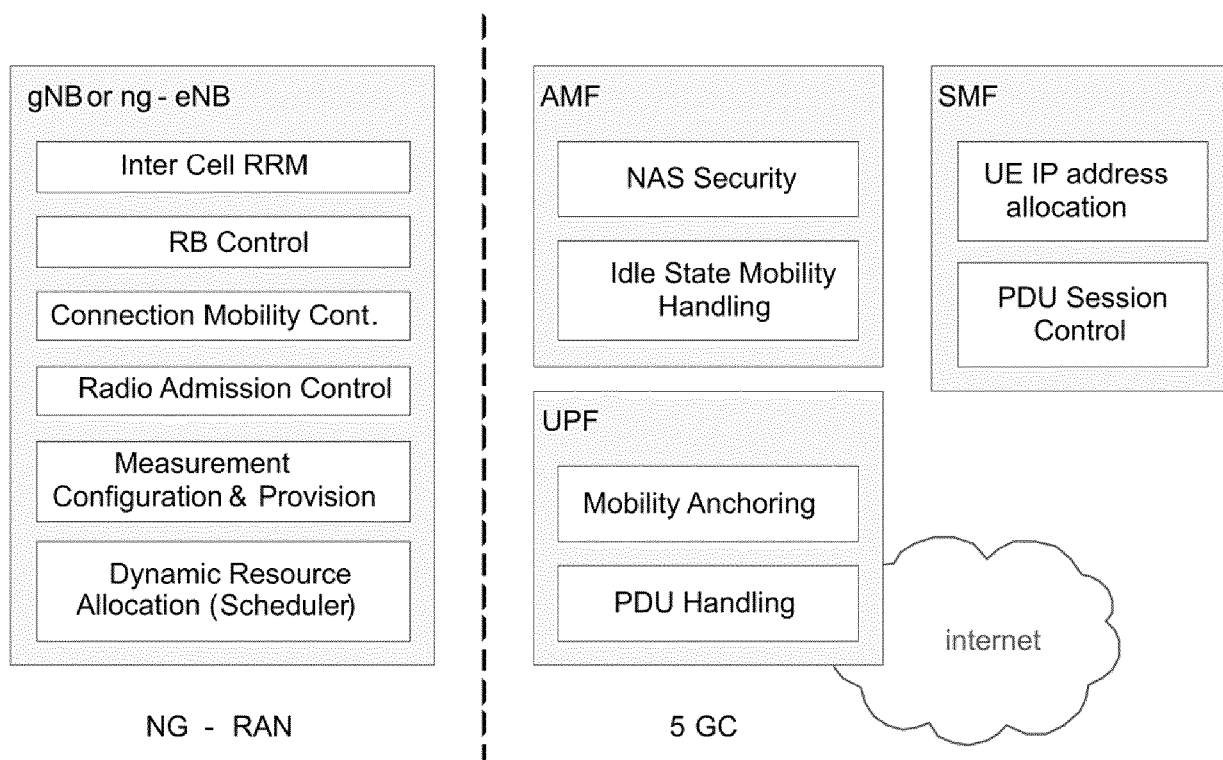 gNB or ng - eNB
Inter Cell RRM
RB Control
Connection Mobility Cont.
Radio Admission Control
Measurement
Configuration & Provision
Dynamic Resource
Allocation (Scheduler)
NG - RAN
AMF
NAS Security
Idle State Mobility
Handling
UPF
Mobility Anchoring
PDU Handling
SMF
UE IP address
allocation
PDU Session
Control
internet
5 GC